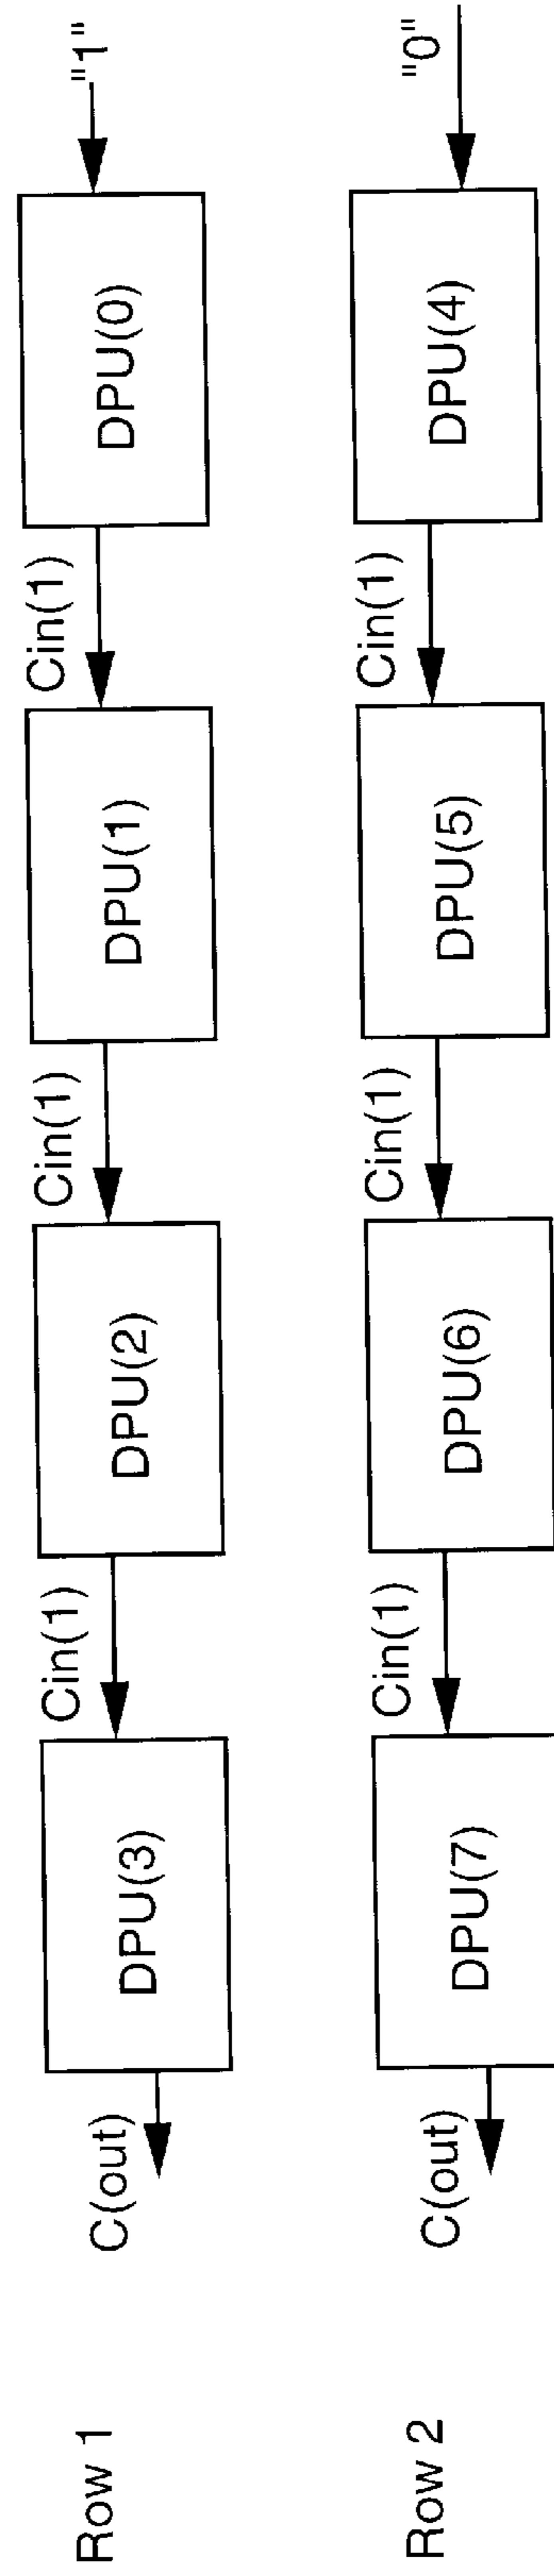 Row 1
C(out)
DPU(3)
Cin(1)
DPU(2)
Cin(1)
DPU(1)
Cin(1)
DPU(0)
"1"
Row 2
C(out)
DPU(7)
Cin(1)
DPU(6)
Cin(1)
DPU(5)
Cin(1)
DPU(4)
"0"